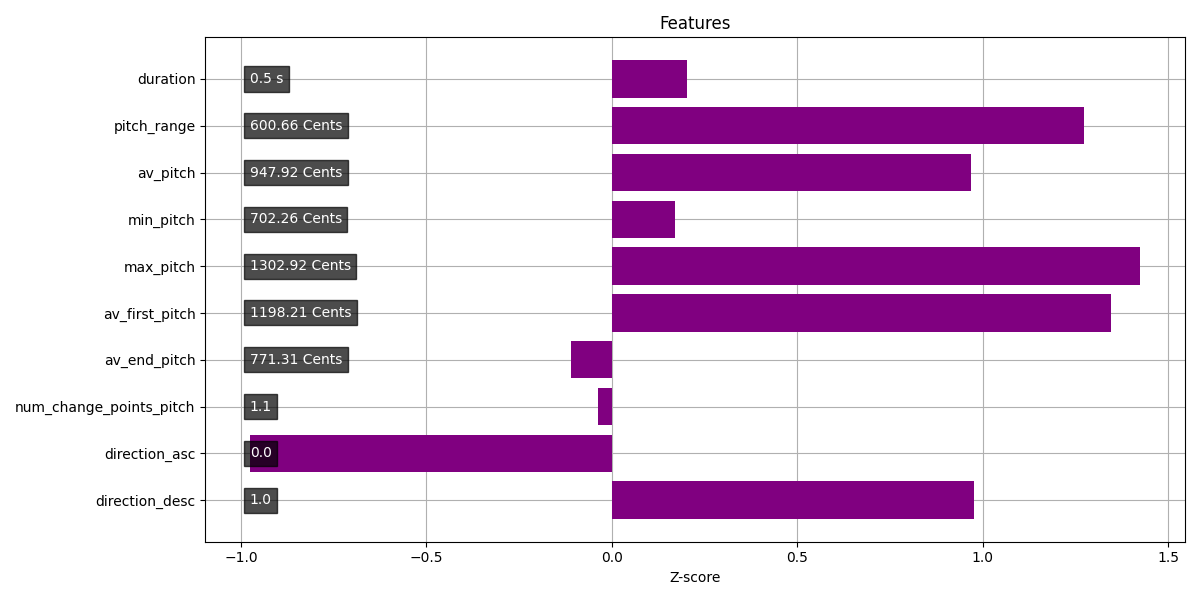 Features
duration 0.5 s
pitch_range 600.66 Cents
av_pitch 947.92 Cents
min_pitch 702.26 Cents
max_pitch 1302.92 Cents
av_first_pitch 1198.21 Cents
av_end_pitch 771.31 Cents
num_change_points_pitch 1.1
direction_asc 0.0
direction_desc 1.0
−1.0 −0.5 0.0 0.5 1.0 1.5
Z-score